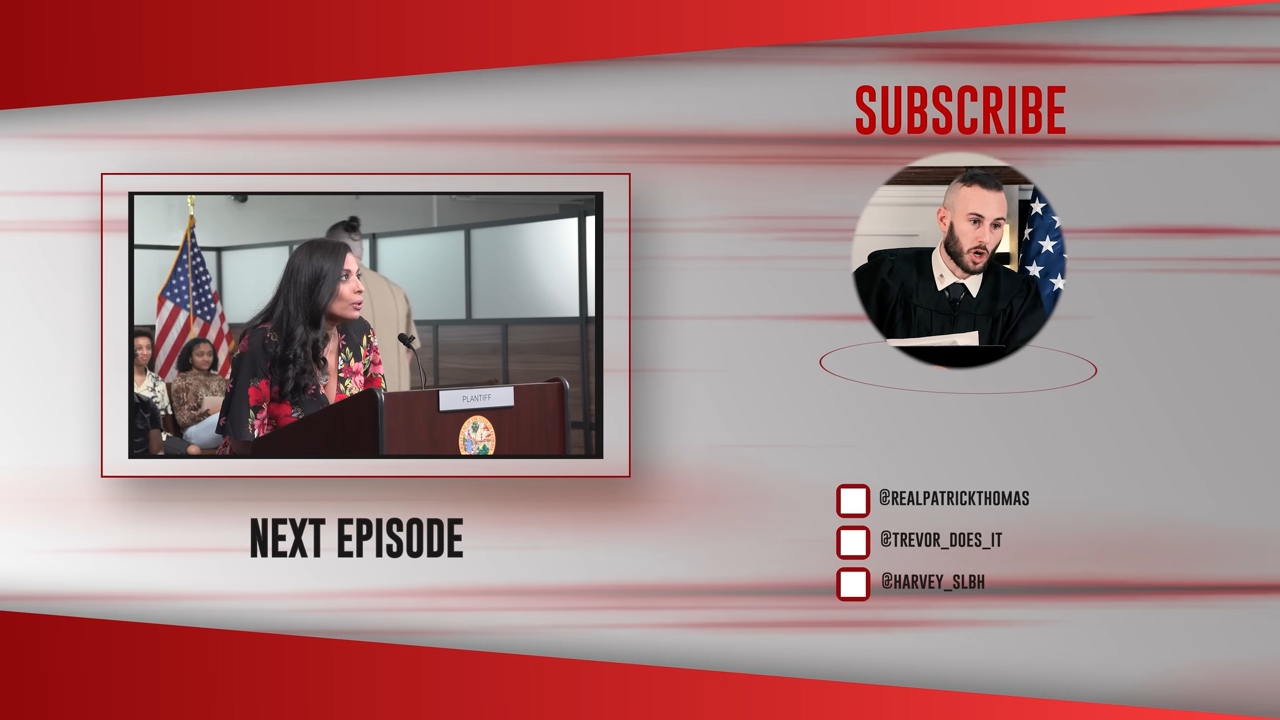 SUBSCRIBE
PLANTIFF
NEXT EPISODE
@REALPATRICKTHOMAS
@TREVOR_DOES_IT
@HARVEY_SLBH